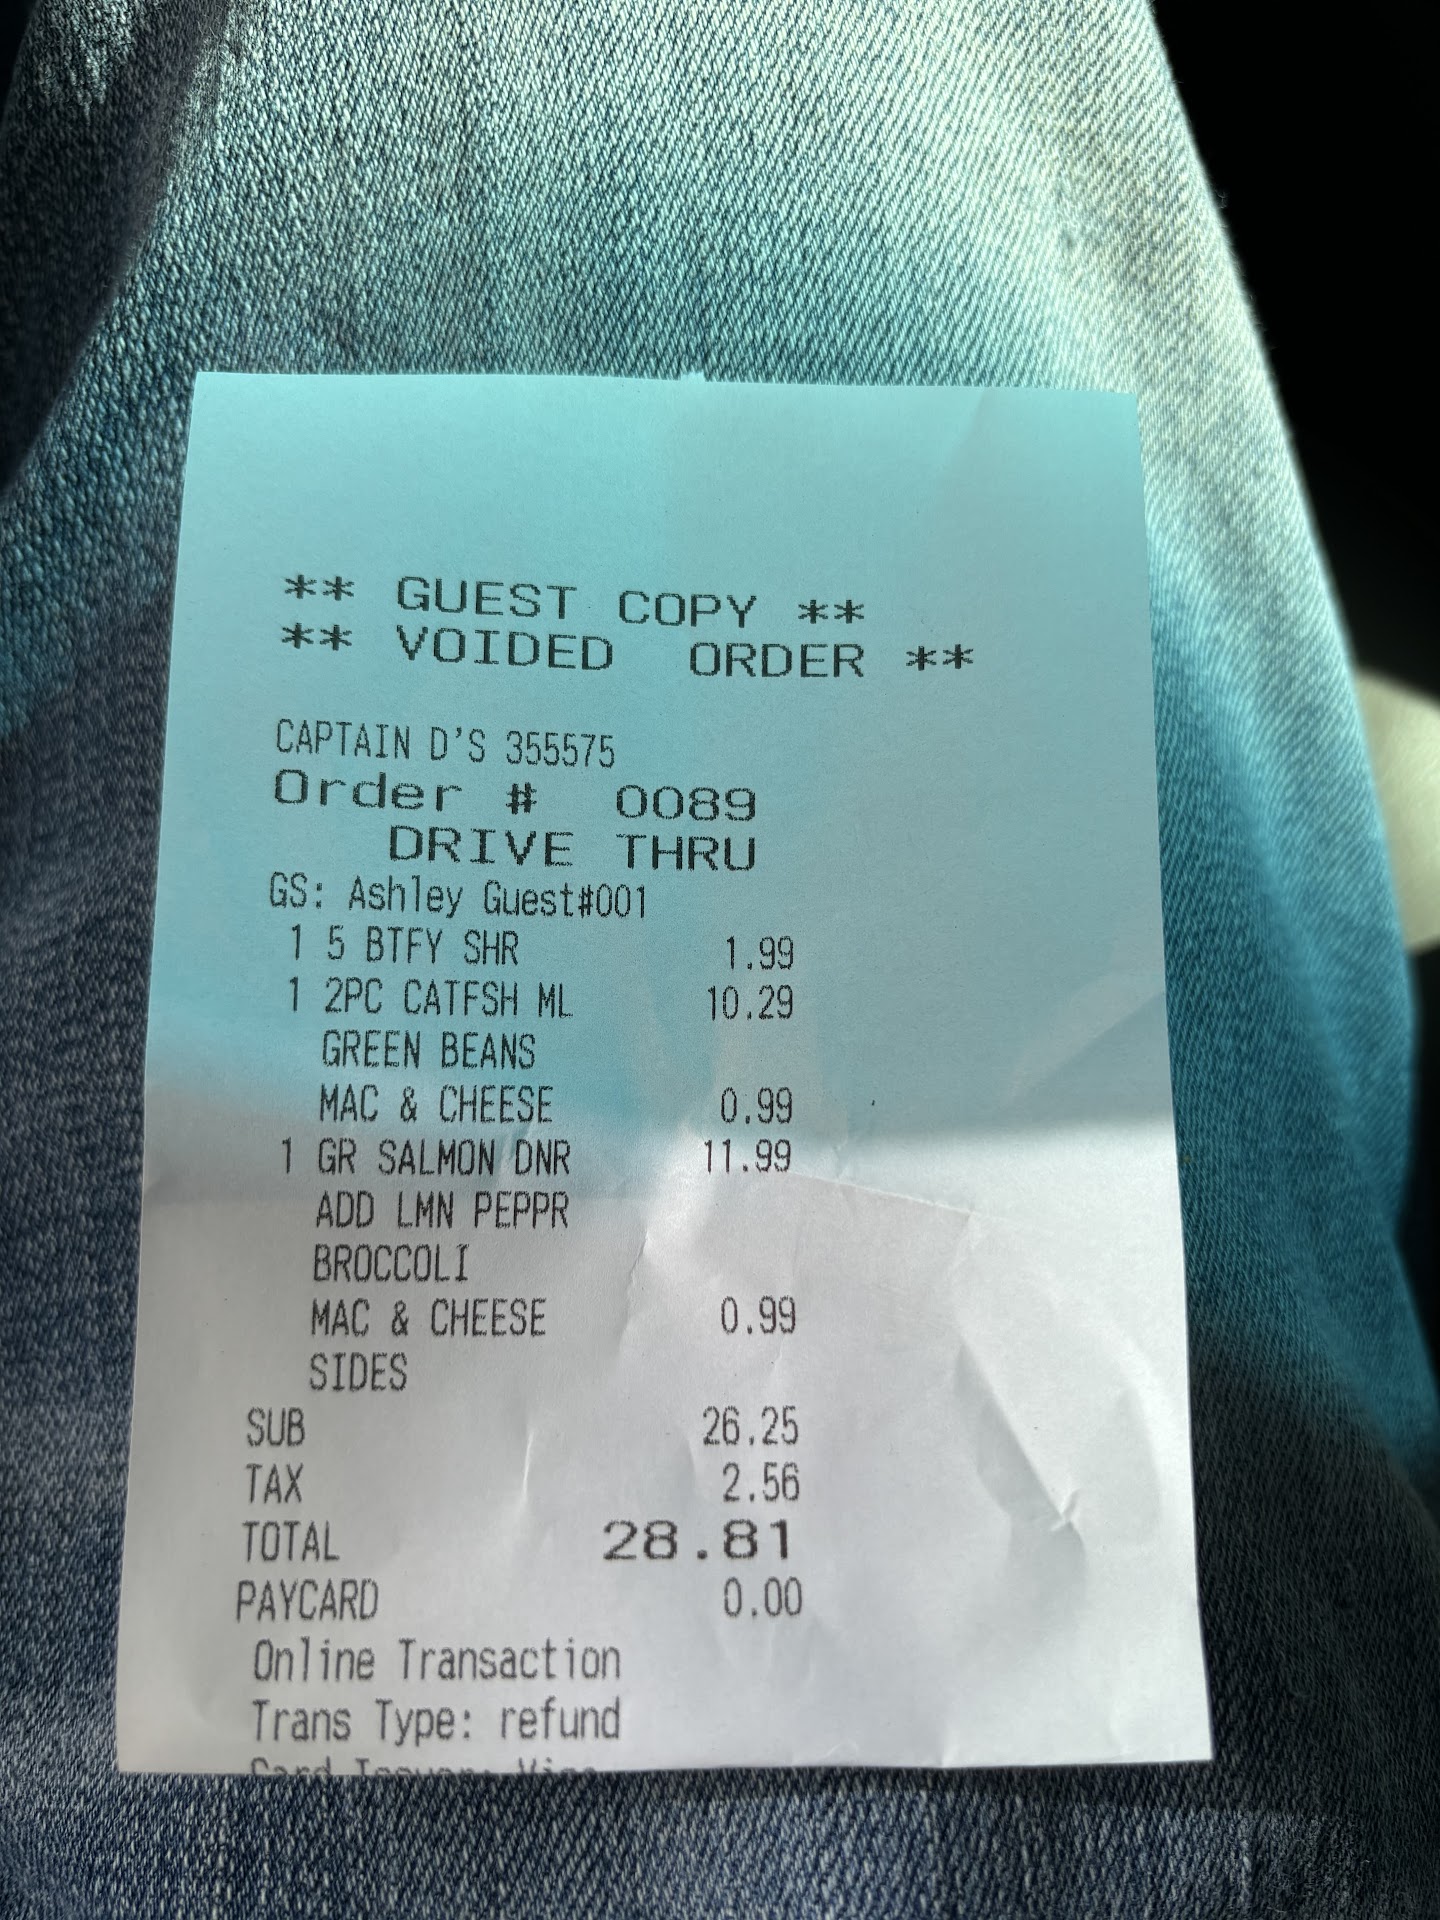 ** GUEST COPY **
** VOIDED ORDER **
CAPTAIN D'S 355575
Order # 0089
DRIVE THRU
GS: Ashley Guest#001
1 5 BTFY SHR 1.99
1 2PC CATFSH ML 10.29
GREEN BEANS
MAC & CHEESE 0.99
1 GR SALMON DNR 11.99
ADD LMN PEPPR
BROCCOLI
MAC & CHEESE 0.99
SIDES
SUB 26.25
TAX 2.56
TOTAL 28.81
PAYCARD 0.00
Online Transaction
Trans Type: refund
Card Issuer: Visa